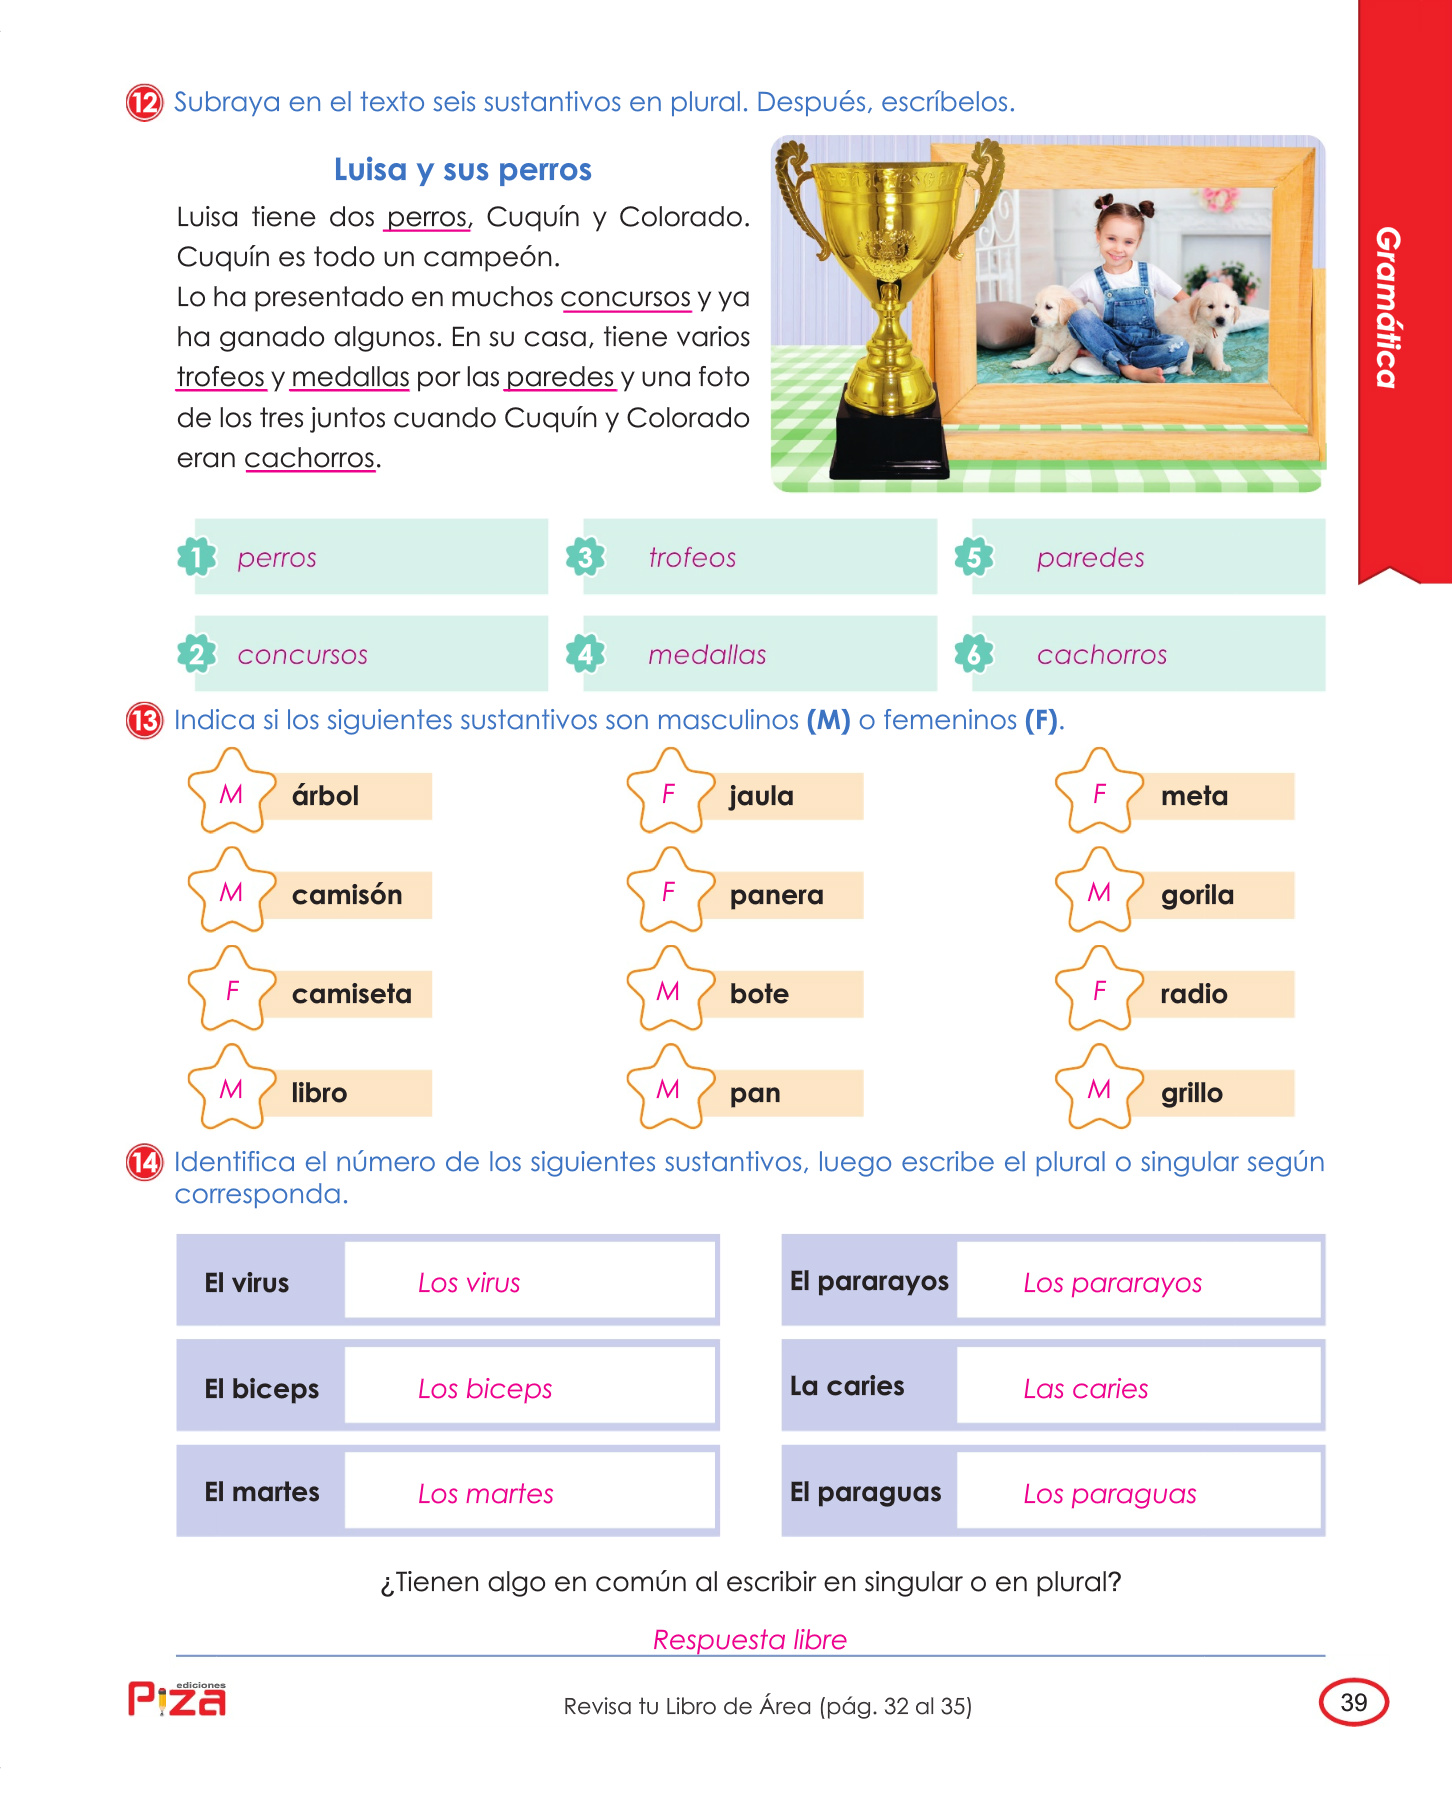 12 Subraya en el texto seis sustantivos en plural. Después, escríbelos.
Luisa y sus perros
Luisa tiene dos perros, Cuquín y Colorado.
Cuquín es todo un campeón.
Lo ha presentado en muchos concursos y ya
ha ganado algunos. En su casa, tiene varios
trofeos y medallas por las paredes y una foto
de los tres juntos cuando Cuquín y Colorado
eran cachorros.
Gramática
1 perros
3 trofeos
5 paredes
2 concursos
4 medallas
6 cachorros
13 Indica si los siguientes sustantivos son masculinos (M) o femeninos (F).
M árbol
F jaula
F meta
M camisón
F panera
M gorila
F camiseta
M bote
F radio
M libro
M pan
M grillo
14 Identifica el número de los siguientes sustantivos, luego escribe el plural o singular según
corresponda.
El virus Los virus
El pararayos Los pararayos
El biceps Los biceps
La caries Las caries
El martes Los martes
El paraguas Los paraguas
¿Tienen algo en común al escribir en singular o en plural?
Respuesta libre
ediciones
Piza
Revisa tu Libro de Área (pág. 32 al 35)
39